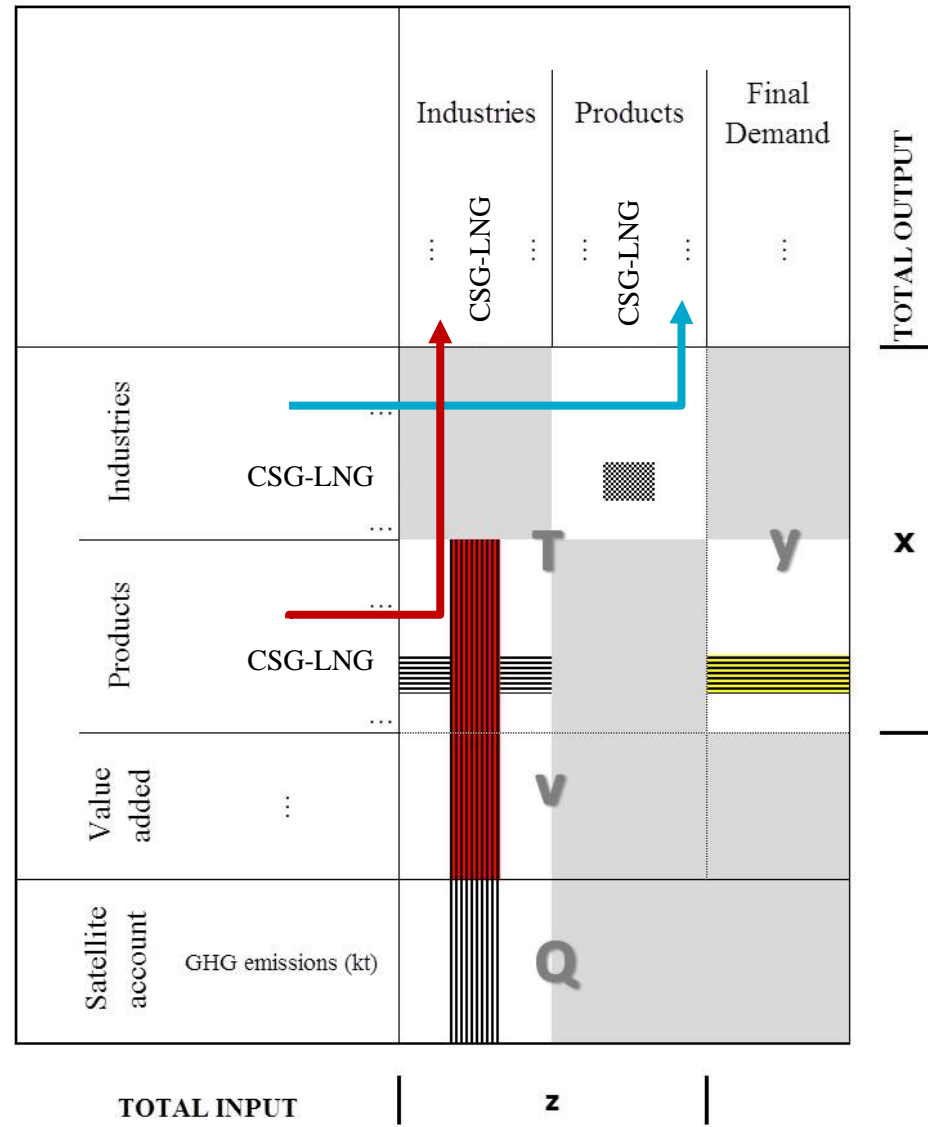 Industries
Products
Final
Demand
TOTAL OUTPUT
⋮
CSG-LNG
⋮
⋮
CSG-LNG
⋮
⋮
Industries
…
CSG-LNG
…
T
y
x
Products
…
CSG-LNG
…
Value
added
⋮
v
Satellite
account
GHG emissions (kt)
Q
TOTAL INPUT
z